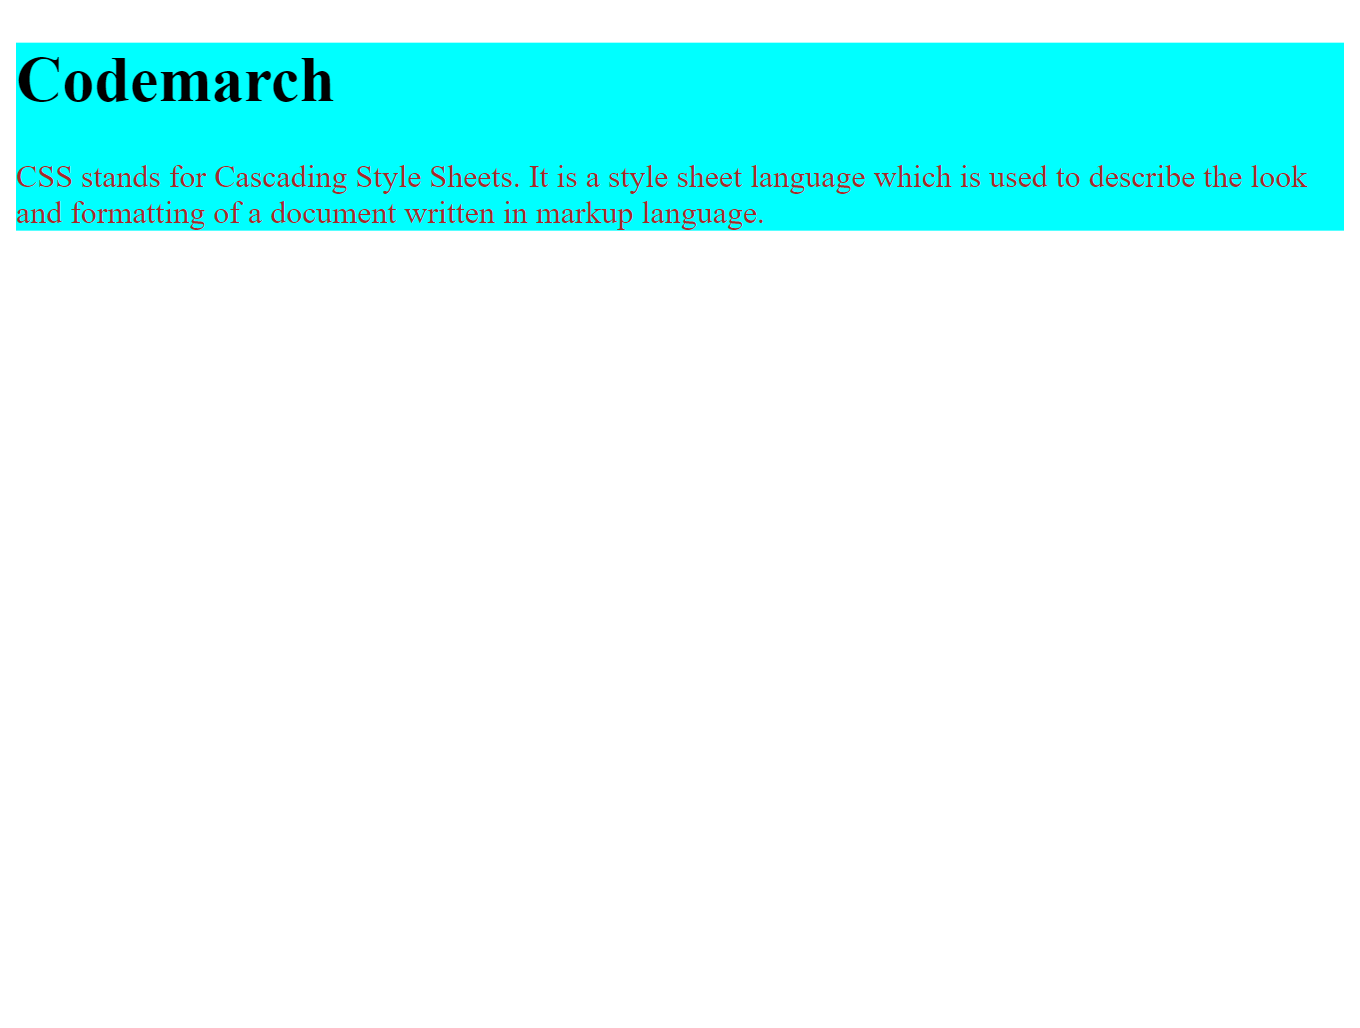 Codemarch
CSS stands for Cascading Style Sheets. It is a style sheet language which is used to describe the look
and formatting of a document written in markup language.